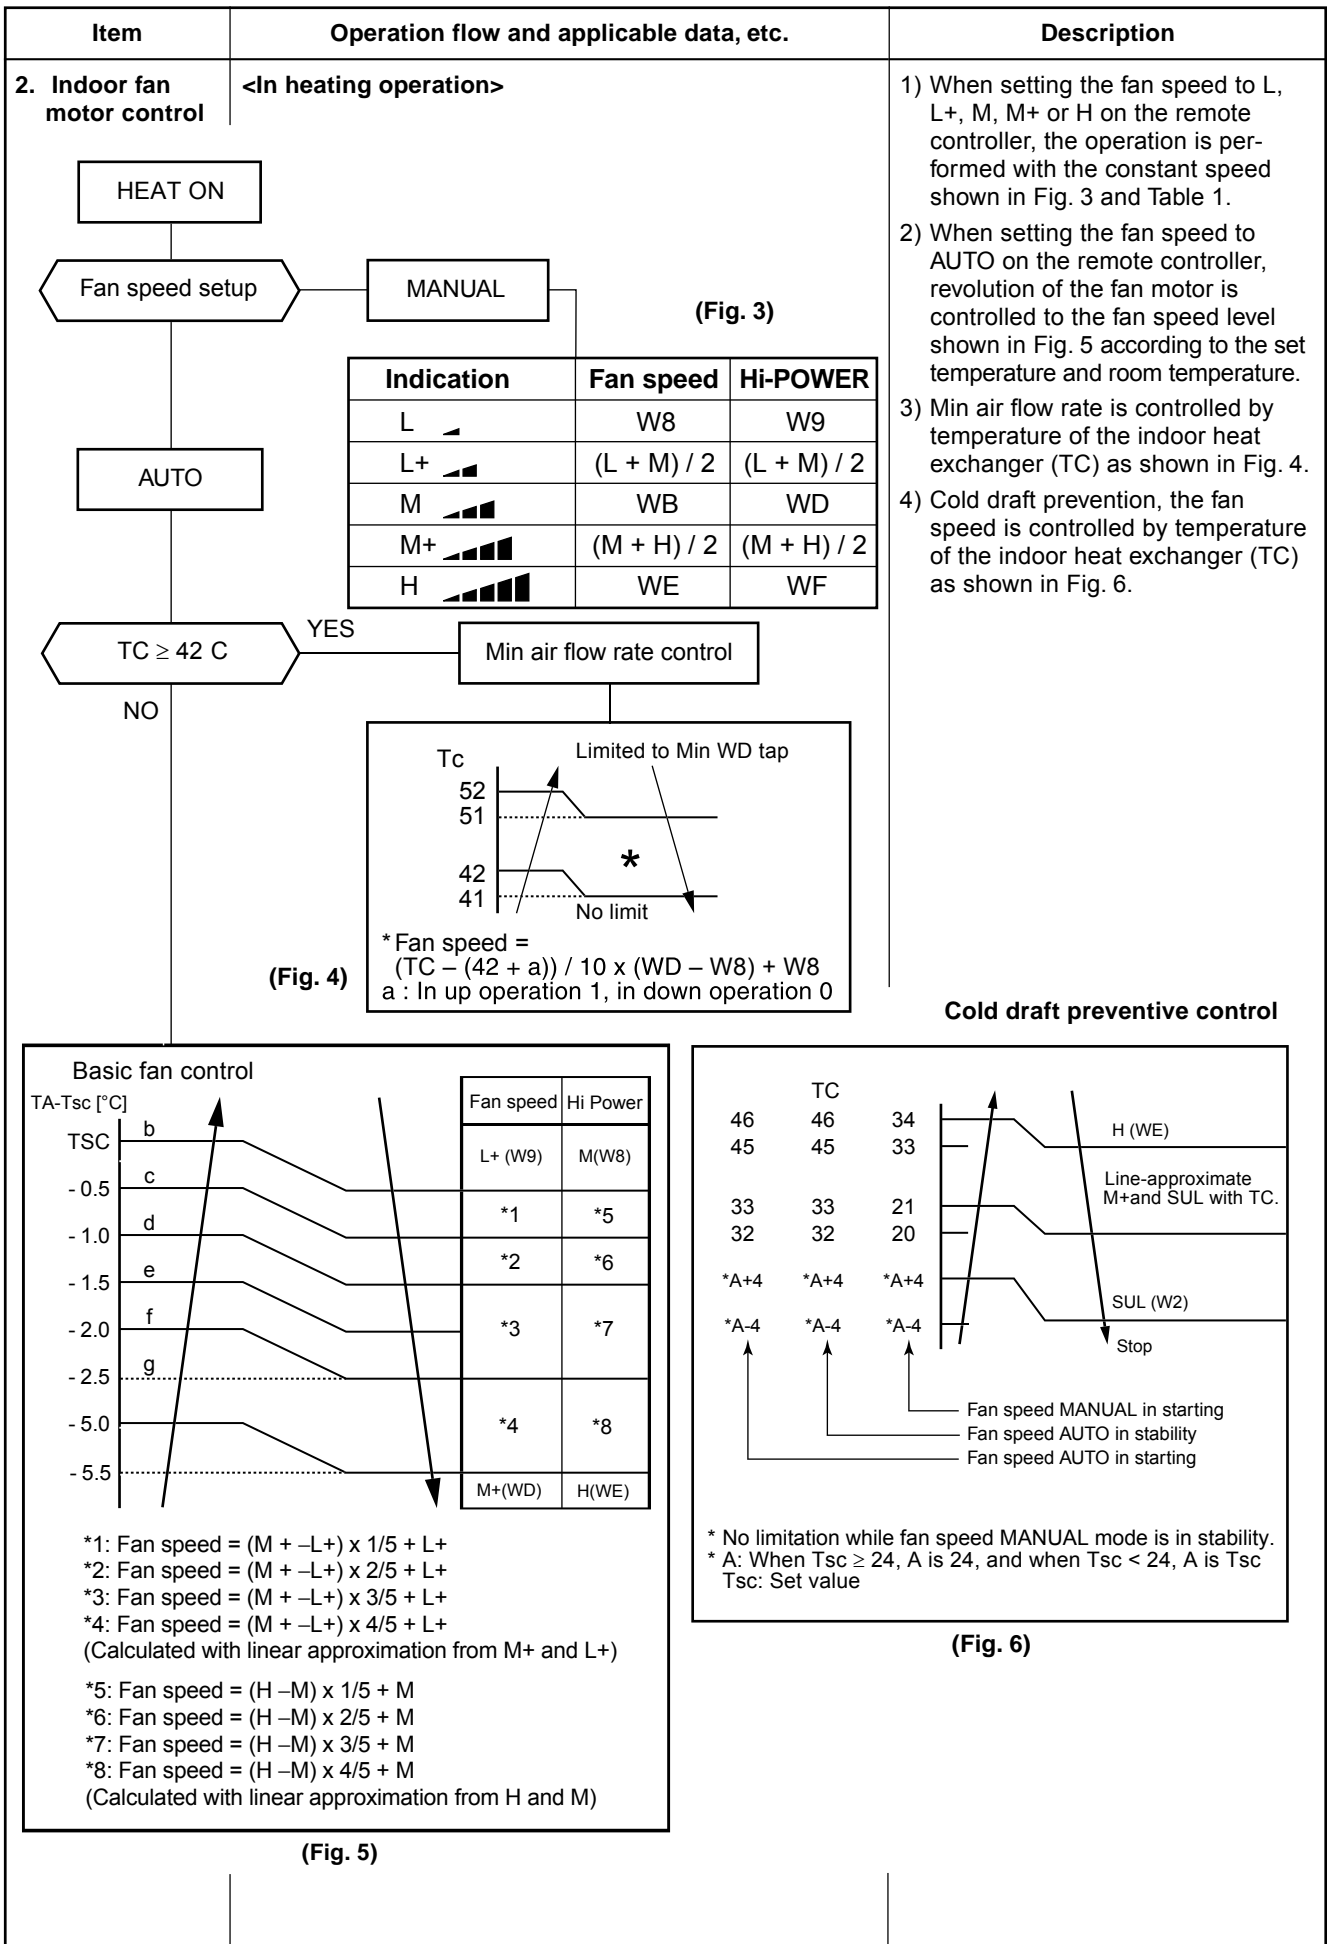 Item
Operation flow and applicable data, etc.
Description
2. Indoor fan
motor control
<In heating operation>
HEAT ON
Fan speed setup
MANUAL
(Fig. 3)
AUTO
Indication Fan speed Hi-POWER
L W8 W9
L+ (L + M) / 2 (L + M) / 2
M WB WD
M+ (M + H) / 2 (M + H) / 2
H WE WF
TC ≥ 42 C
YES
NO
Min air flow rate control
Tc
Limited to Min WD tap
52
51
42
41
*
No limit
* Fan speed =
(TC – (42 + a)) / 10 x (WD – W8) + W8
a : In up operation 1, in down operation 0
(Fig. 4)
1) When setting the fan speed to L,
L+, M, M+ or H on the remote
controller, the operation is per-
formed with the constant speed
shown in Fig. 3 and Table 1.
2) When setting the fan speed to
AUTO on the remote controller,
revolution of the fan motor is
controlled to the fan speed level
shown in Fig. 5 according to the set
temperature and room temperature.
3) Min air flow rate is controlled by
temperature of the indoor heat
exchanger (TC) as shown in Fig. 4.
4) Cold draft prevention, the fan
speed is controlled by temperature
of the indoor heat exchanger (TC)
as shown in Fig. 6.
Basic fan control
TA-Tsc [°C]
TSC b
- 0.5 c
- 1.0 d
- 1.5 e
- 2.0 f
- 2.5 g
- 5.0
- 5.5
Fan speed Hi Power
L+ (W9) M(W8)
*1 *5
*2 *6
*3 *7
*4 *8
M+(WD) H(WE)
*1: Fan speed = (M + –L+) x 1/5 + L+
*2: Fan speed = (M + –L+) x 2/5 + L+
*3: Fan speed = (M + –L+) x 3/5 + L+
*4: Fan speed = (M + –L+) x 4/5 + L+
(Calculated with linear approximation from M+ and L+)
*5: Fan speed = (H –M) x 1/5 + M
*6: Fan speed = (H –M) x 2/5 + M
*7: Fan speed = (H –M) x 3/5 + M
*8: Fan speed = (H –M) x 4/5 + M
(Calculated with linear approximation from H and M)
(Fig. 5)
Cold draft preventive control
TC
46 46 34
45 45 33
33 33 21
32 32 20
*A+4 *A+4 *A+4
*A-4 *A-4 *A-4
H (WE)
Line-approximate
M+and SUL with TC.
SUL (W2)
Stop
Fan speed MANUAL in starting
Fan speed AUTO in stability
Fan speed AUTO in starting
* No limitation while fan speed MANUAL mode is in stability.
* A: When Tsc ≥ 24, A is 24, and when Tsc < 24, A is Tsc
Tsc: Set value
(Fig. 6)